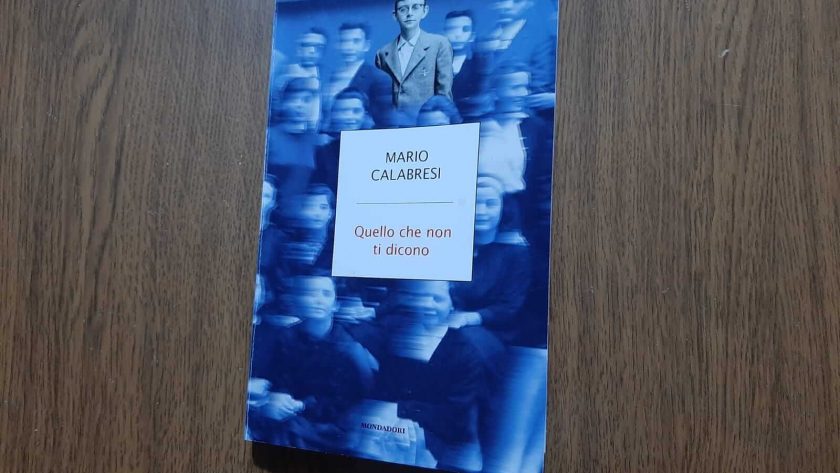 MARIO
CALABRESI
Quello che non
ti dicono
MONDADORI